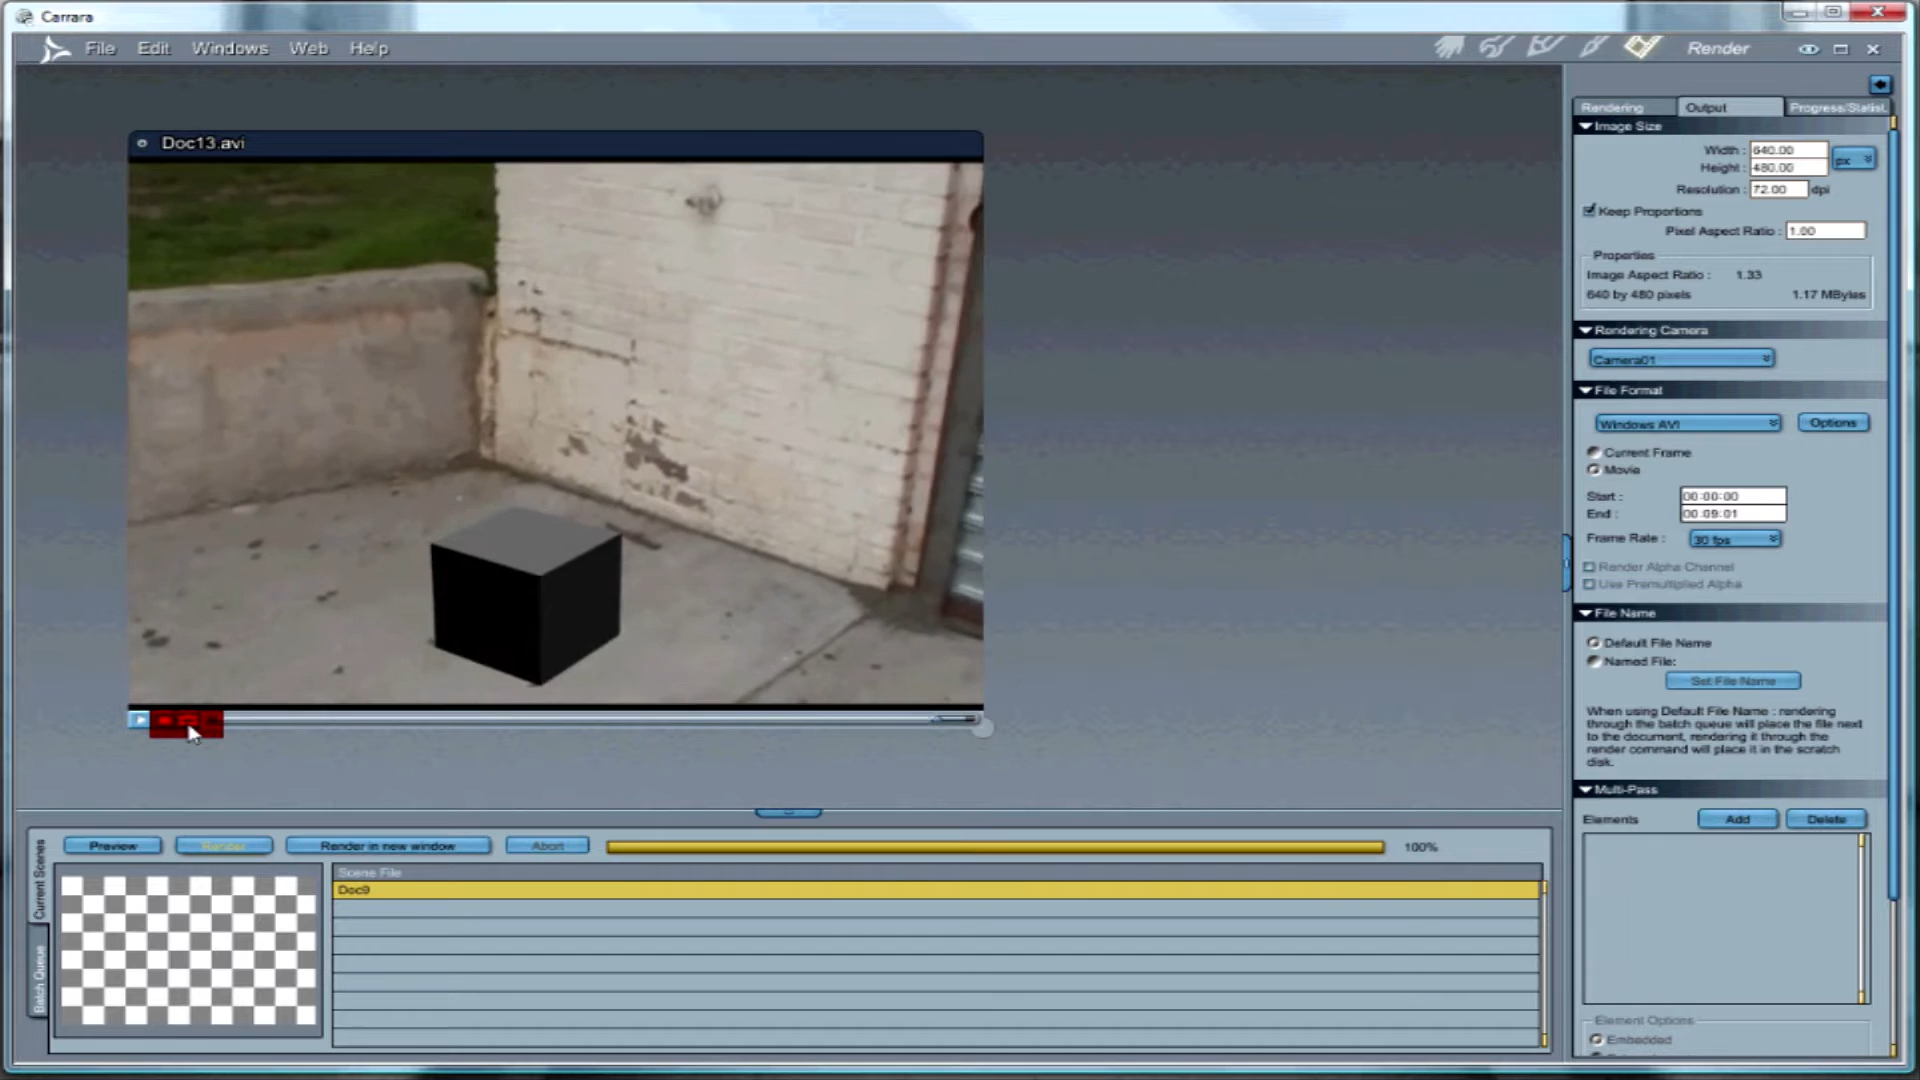 Carrara
File Edit Windows Web Help
Render
Doc13.avi
Rendering Output Progress/Statist.
Image Size
Width : 640.00
px
Height : 480.00
Resolution : 72.00 dpi
Keep Proportions
Pixel Aspect Ratio : 1.00
Properties
Image Aspect Ratio : 1.33
640 by 480 pixels 1.17 MBytes
Rendering Camera
Camera01
File Format
Windows AVI Options
Current Frame
Movie
Start : 00:00:00
End : 00:09:01
Frame Rate : 30 fps
Render Alpha Channel
Use Premultiplied Alpha
File Name
Default File Name
Named File:
Set File Name
When using Default File Name : rendering
through the batch queue will place the file next
to the document, rendering it through the
render command will place it in the scratch
disk.
Multi-Pass
Elements Add Delete
Element Options
Embedded
Current Scenes
Batch Queue
Preview Render Render in new window Abort 100%
Scene File
Doc9